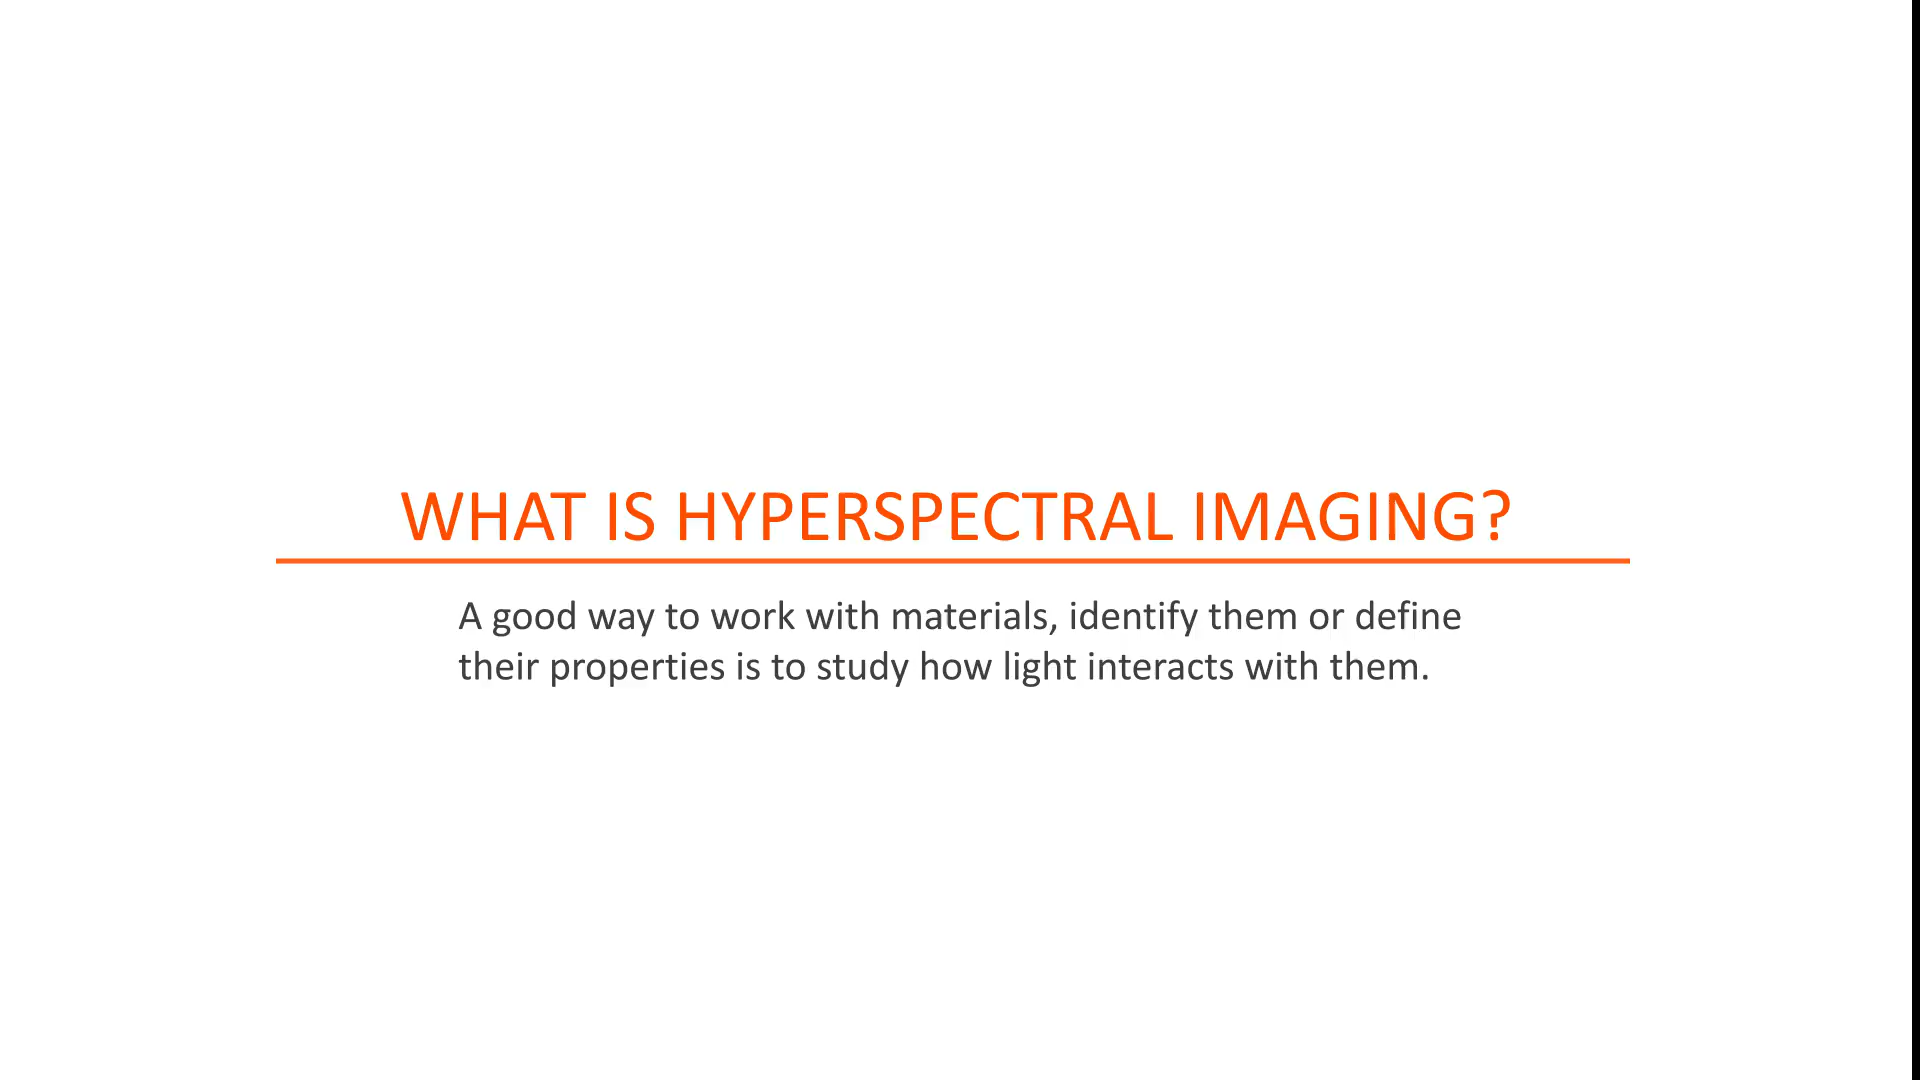 WHAT IS HYPERSPECTRAL IMAGING?
A good way to work with materials, identify them or define
their properties is to study how light interacts with them.